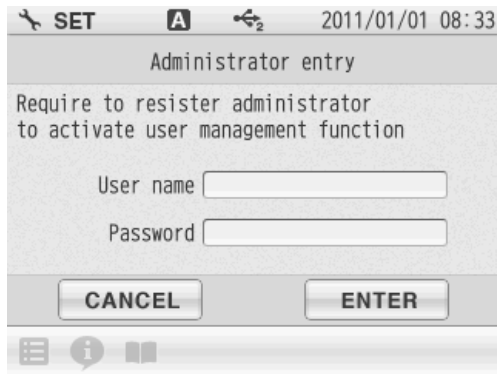 SET A 2 2011/01/01 08:33
Administrator entry
Require to resister administrator
to activate user management function
User name
Password
CANCEL ENTER